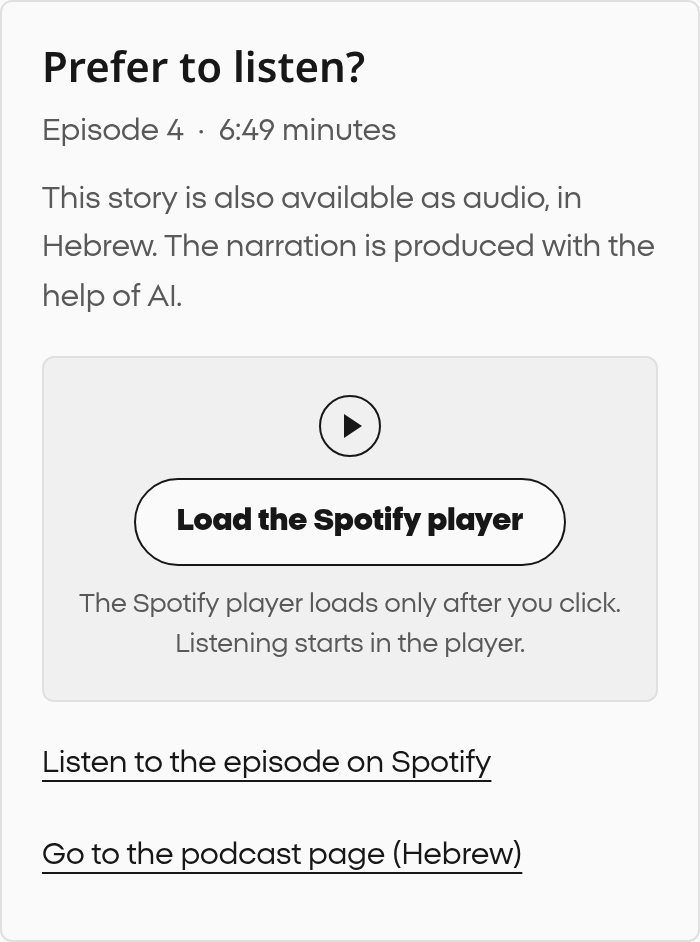 Prefer to listen?
Episode 4 · 6:49 minutes
This story is also available as audio, in
Hebrew. The narration is produced with the
help of AI.
Load the Spotify player
The Spotify player loads only after you click.
Listening starts in the player.
Listen to the episode on Spotify
Go to the podcast page (Hebrew)